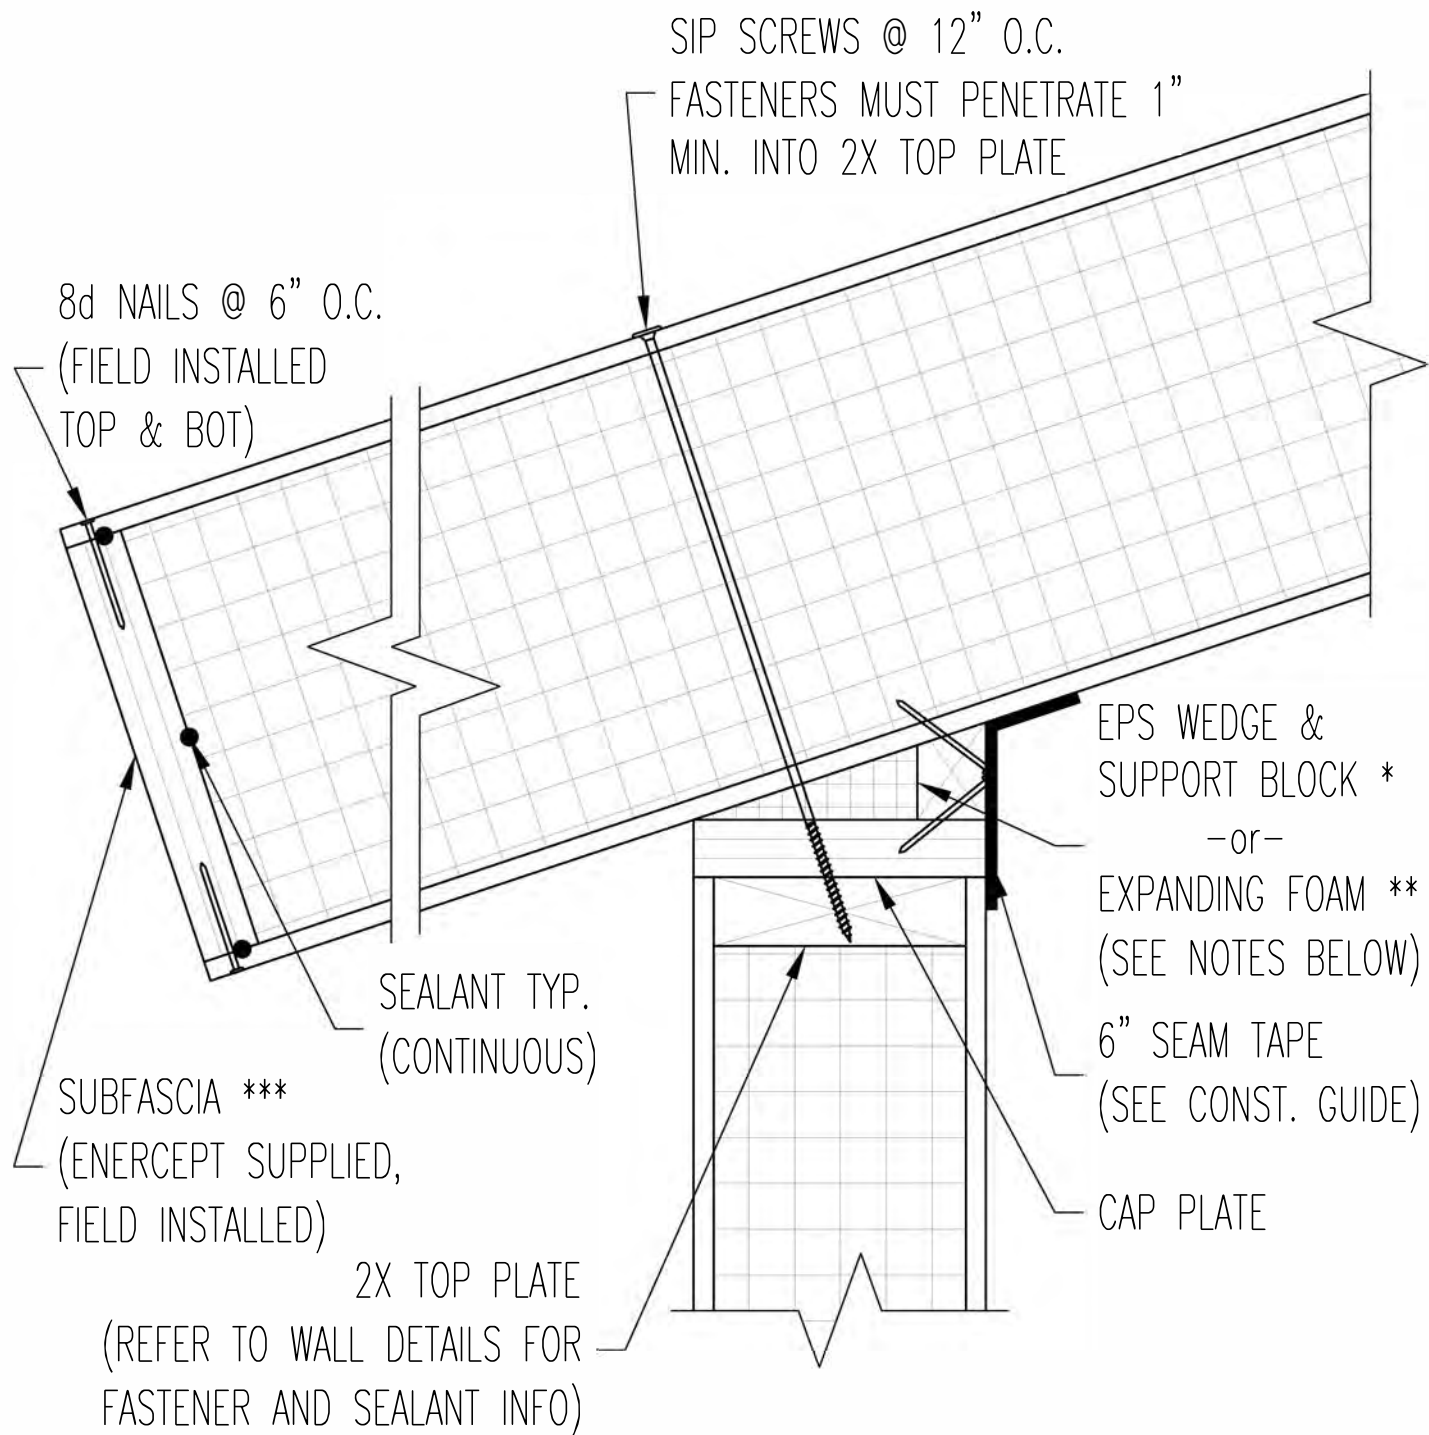 SIP SCREWS @ 12" O.C.
FASTENERS MUST PENETRATE 1"
MIN. INTO 2X TOP PLATE
8d NAILS @ 6" O.C.
(FIELD INSTALLED
TOP & BOT)
EPS WEDGE &
SUPPORT BLOCK *
-or-
EXPANDING FOAM **
(SEE NOTES BELOW)
SEALANT TYP.
(CONTINUOUS)
6" SEAM TAPE
(SEE CONST. GUIDE)
SUBFASCIA ***
(ENERCEPT SUPPLIED,
FIELD INSTALLED)
CAP PLATE
2X TOP PLATE
(REFER TO WALL DETAILS FOR
FASTENER AND SEALANT INFO)